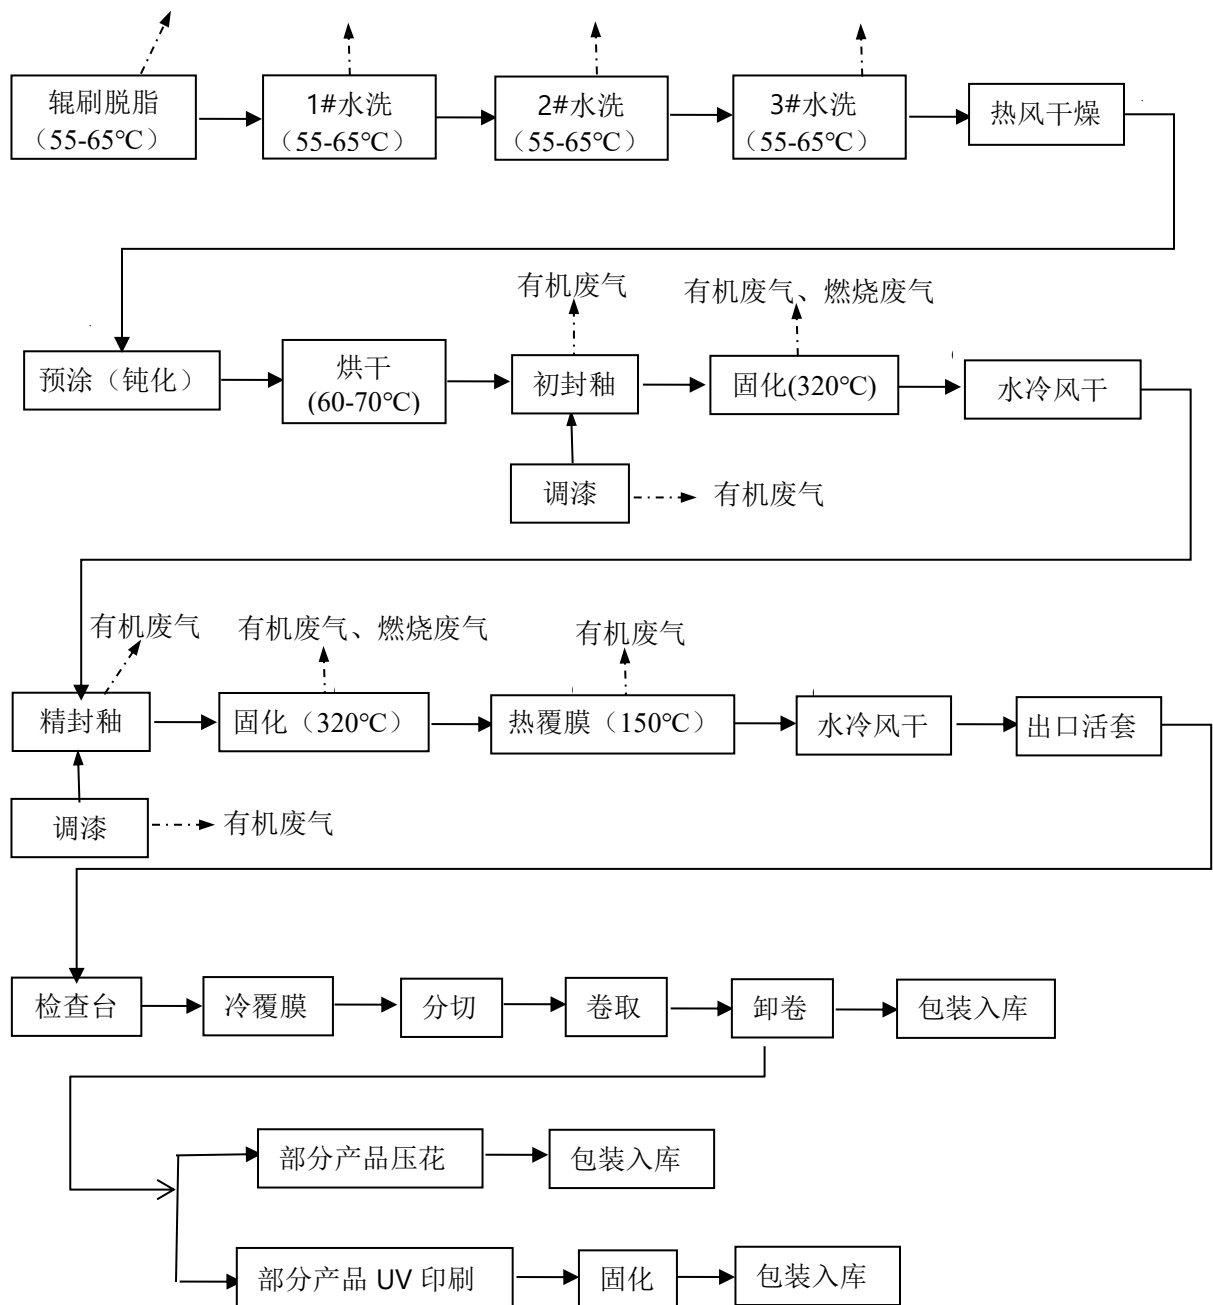 辊刷脱脂
（55-65℃）
1#水洗
（55-65℃）
2#水洗
（55-65℃）
3#水洗
（55-65℃）
热风干燥
有机废气
有机废气、燃烧废气
预涂（钝化）
烘干
(60-70℃)
初封釉
固化(320℃)
水冷风干
调漆
有机废气
有机废气
有机废气、燃烧废气
有机废气
精封釉
固化（320℃）
热覆膜（150℃）
水冷风干
出口活套
调漆
有机废气
检查台
冷覆膜
分切
卷取
卸卷
包装入库
部分产品压花
包装入库
部分产品 UV 印刷
固化
包装入库